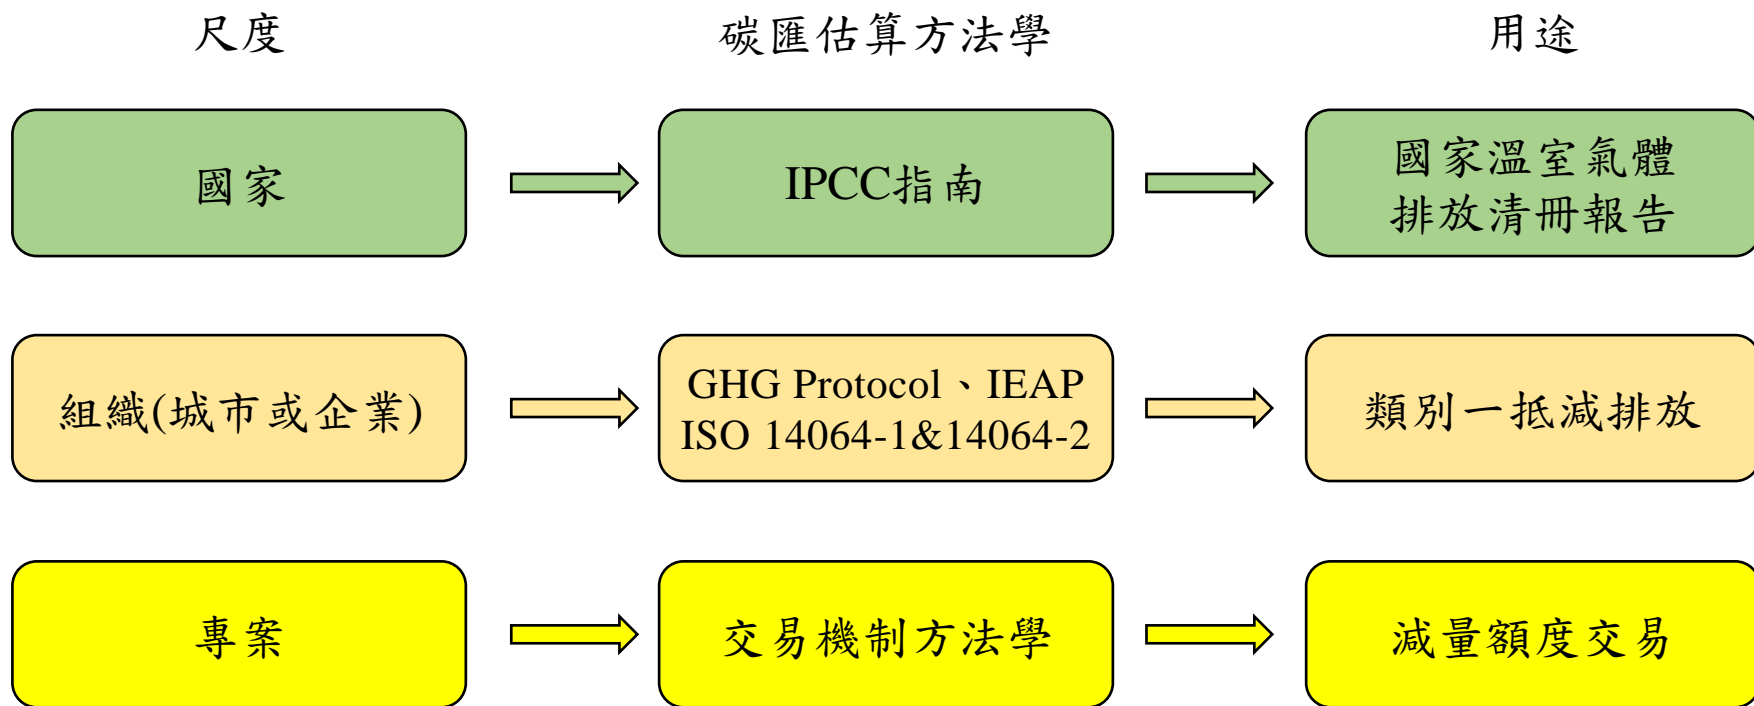 尺度
碳匯估算方法學
用途
國家
IPCC指南
國家溫室氣體
排放清冊報告
組織(城市或企業)
GHG Protocol、IEAP
ISO 14064-1&14064-2
類別一抵減排放
專案
交易機制方法學
減量額度交易